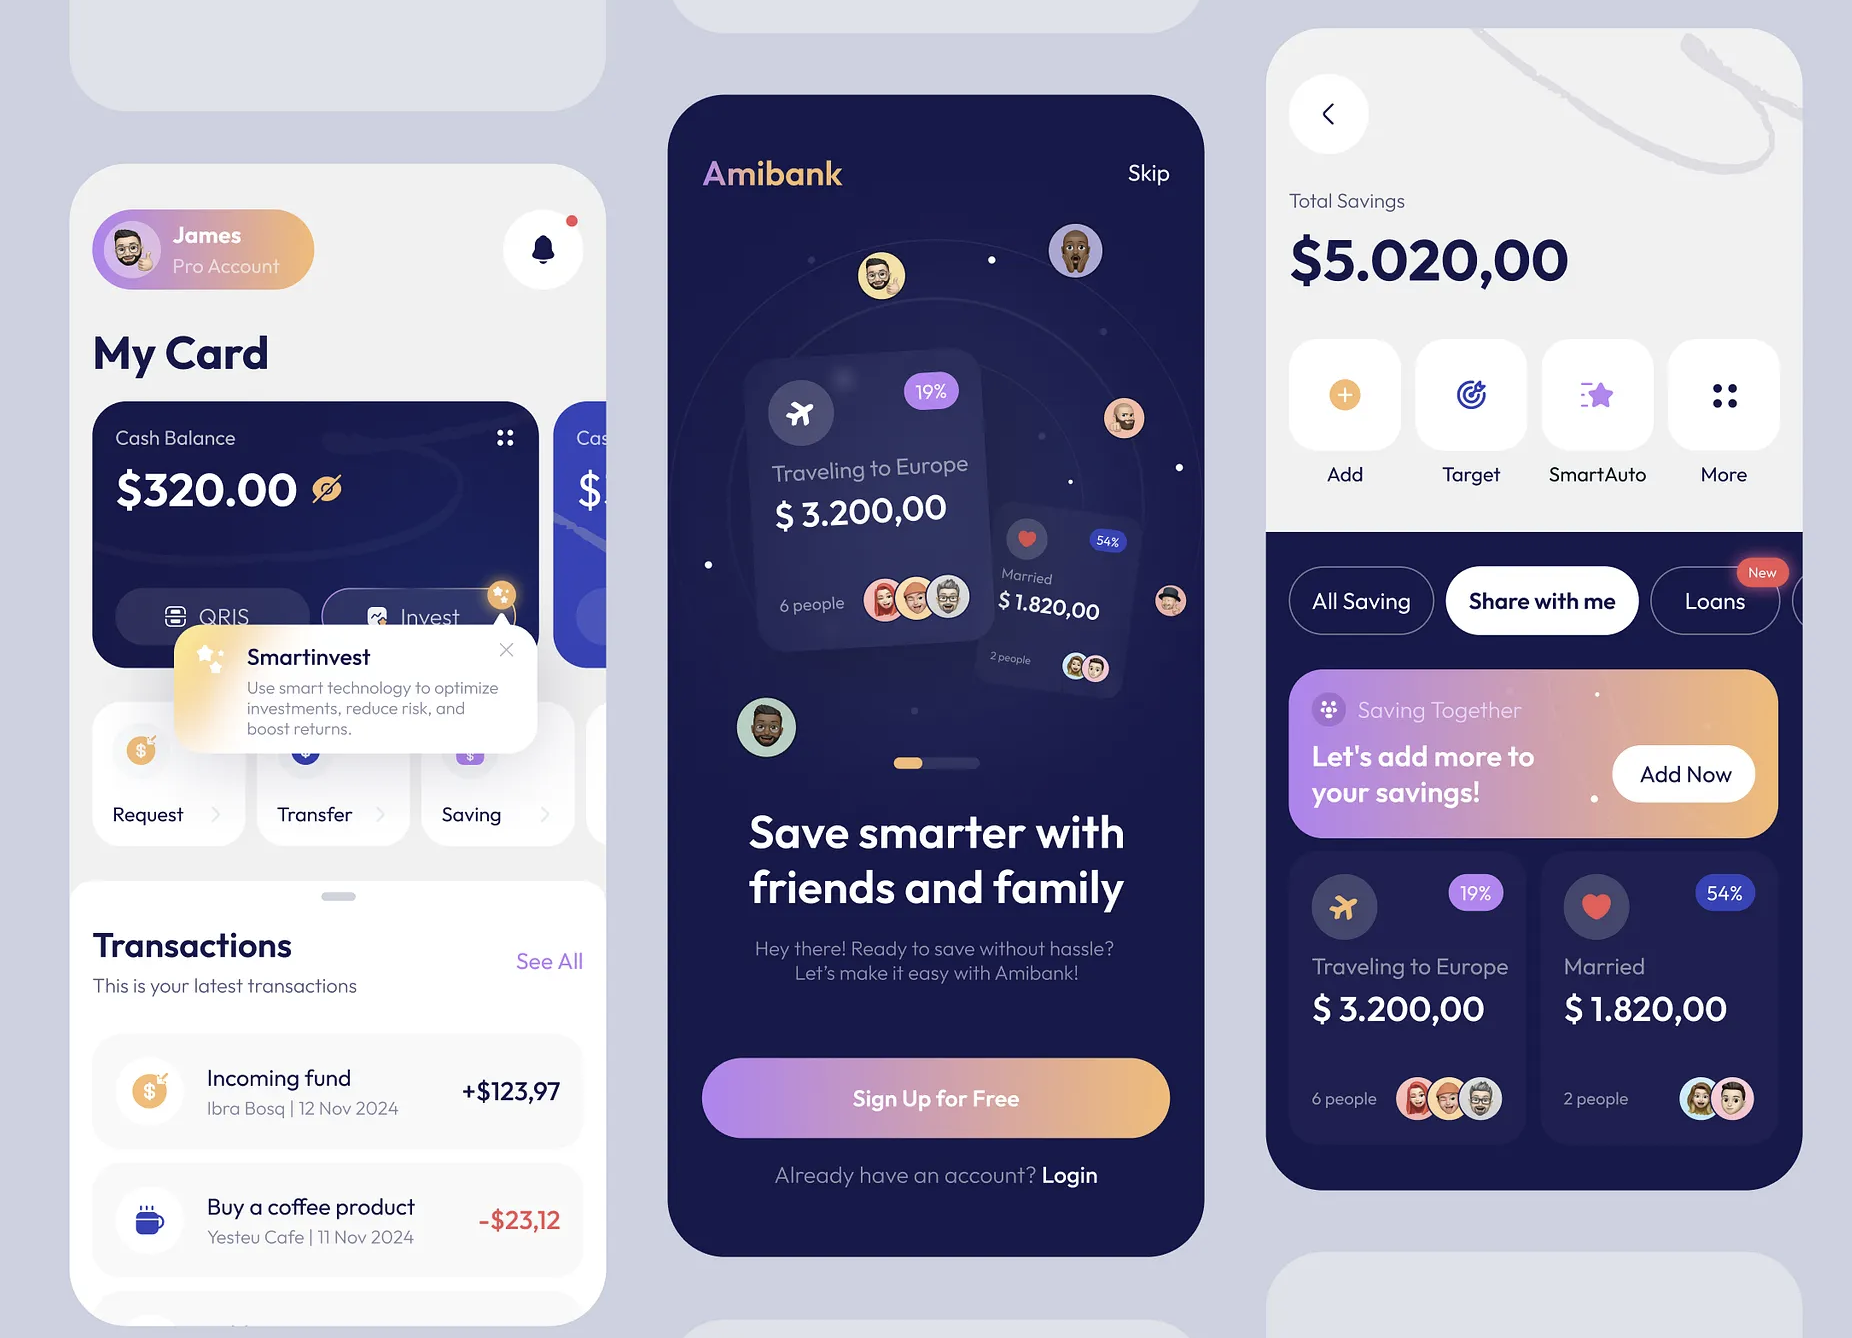 James
Pro Account
My Card
Cash Balance
$320.00
QRIS
Invest
Cas
$
Smartinvest
Use smart technology to optimize
investments, reduce risk, and
boost returns.
Request
Transfer
Saving
Transactions
See All
This is your latest transactions
Incoming fund
+$123,97
Ibra Bosq | 12 Nov 2024
Buy a coffee product
-$23,12
Yesteu Cafe | 11 Nov 2024
Amibank
Skip
19%
Traveling to Europe
$ 3.200,00
6 people
54%
Married
$ 1.820,00
2 people
Save smarter with
friends and family
Hey there! Ready to save without hassle?
Let's make it easy with Amibank!
Sign Up for Free
Already have an account? Login
Total Savings
$5.020,00
Add
Target
SmartAuto
More
All Saving
Share with me
Loans
New
Saving Together
Let's add more to
your savings!
Add Now
19%
Traveling to Europe
$ 3.200,00
6 people
54%
Married
$ 1.820,00
2 people